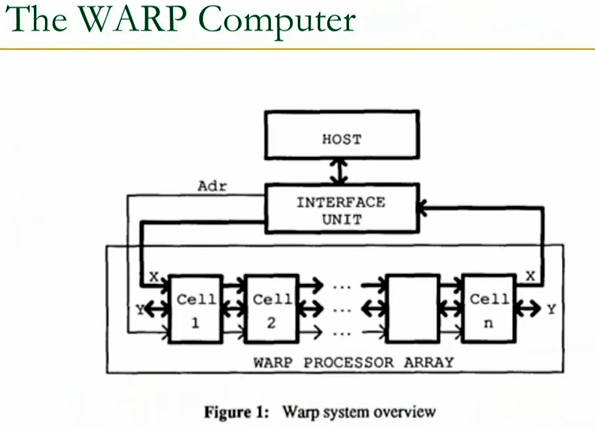 The WARP Computer
HOST
Adr
INTERFACE
UNIT
X
X
Cell
1
Cell
2
...
...
...
Cell
n
Y
Y
WARP PROCESSOR ARRAY
Figure 1: Warp system overview